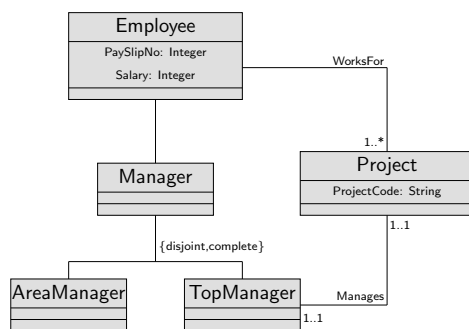 Employee
PaySlipNo: Integer
Salary: Integer
WorksFor
1..*
Project
ProjectCode: String
Manager
1..1
{disjoint,complete}
AreaManager
TopManager
Manages
1..1